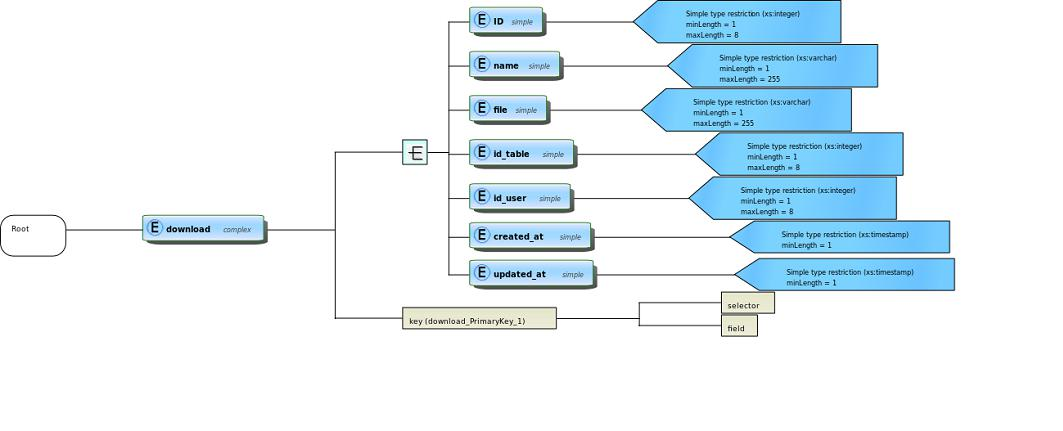 E ID simple
Simple type restriction (xs:integer)
minLength = 1
maxLength = 8
E name simple
Simple type restriction (xs:varchar)
minLength = 1
maxLength = 255
E file simple
Simple type restriction (xs:varchar)
minLength = 1
maxLength = 255
E id_table simple
Simple type restriction (xs:integer)
minLength = 1
maxLength = 8
E id_user simple
Simple type restriction (xs:integer)
minLength = 1
maxLength = 8
Root
E download complex
E created_at simple
Simple type restriction (xs:timestamp)
minLength = 1
E updated_at simple
Simple type restriction (xs:timestamp)
minLength = 1
key (download_PrimaryKey_1)
selector
field